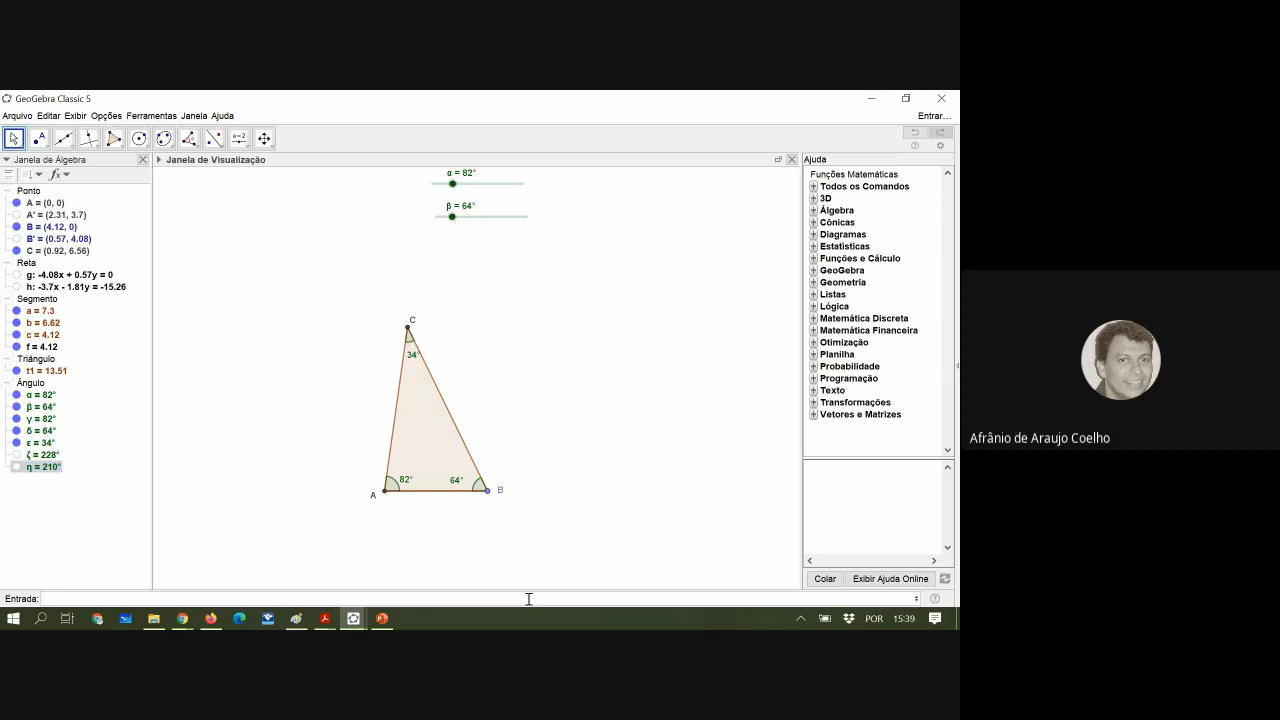 GeoGebra Classic 5
Arquivo Editar Exibir Opções Ferramentas Janela Ajuda
Entrar...
A
a=2
Janela de Álgebra
Janela de Visualização
Ajuda
fx
Ponto
A = (0, 0)
A' = (2.31, 3.7)
B = (4.12, 0)
B' = (0.57, 4.08)
C = (0.92, 6.56)
Reta
g: -4.08x + 0.57y = 0
h: -3.7x - 1.81y = -15.26
Segmento
a = 7.3
b = 6.62
c = 4.12
f = 4.12
Triângulo
t1 = 13.51
Ângulo
α = 82°
β = 64°
γ = 82°
δ = 64°
ε = 34°
ζ = 228°
η = 210°
α = 82°
β = 64°
C
34°
82°
64°
A
B
Funções Matemáticas
Todos os Comandos
3D
Álgebra
Cônicas
Diagramas
Estatísticas
Funções e Cálculo
GeoGebra
Geometria
Listas
Lógica
Matemática Discreta
Matemática Financeira
Otimização
Planilha
Probabilidade
Programação
Texto
Transformações
Vetores e Matrizes
Colar
Exibir Ajuda Online
Entrada:
POR
15:39
Afrânio de Araujo Coelho